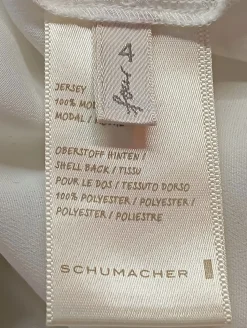 4
four
JERSEY
100% MO
MODAL /
OBERSTOFF HINTEN /
SHELL BACK / TISSU
POUR LE DOS / TESSUTO DORSO
100% POLYESTER / POLYESTER /
POLYESTER / POLIESTRE
SCHUMACHER